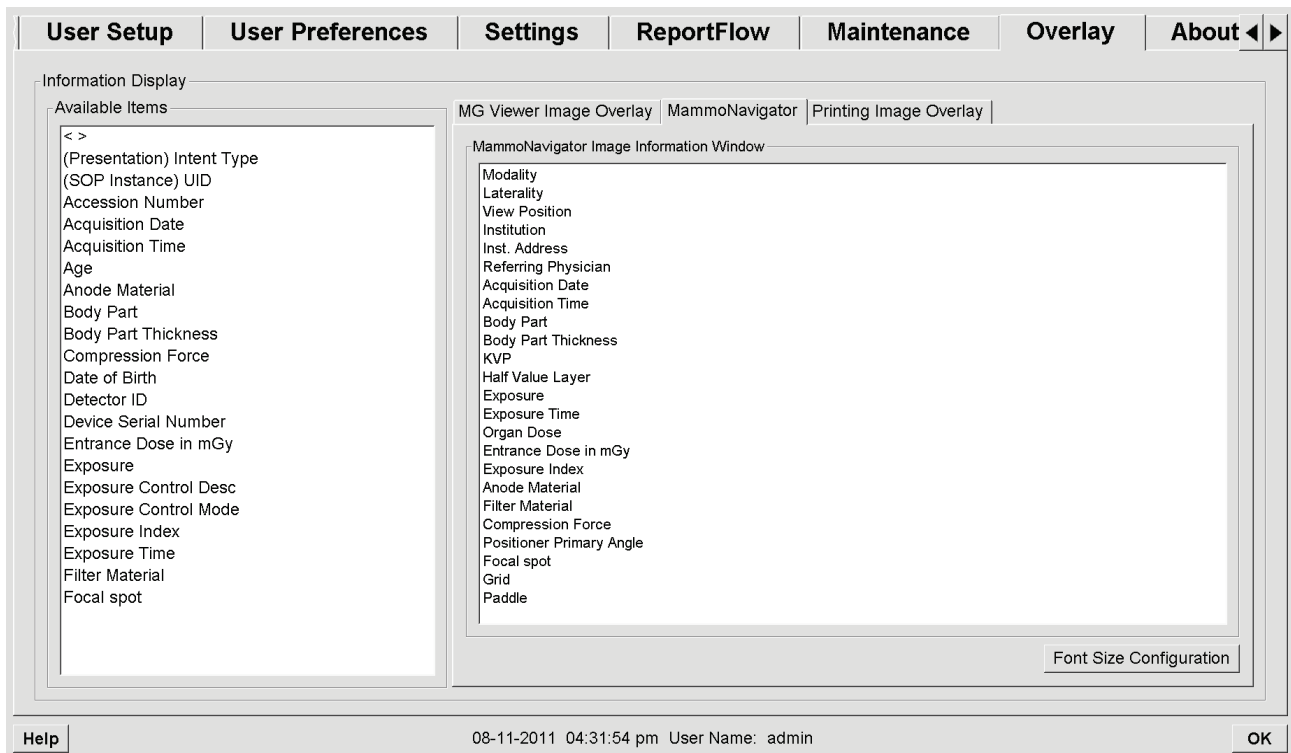 User Setup
User Preferences
Settings
ReportFlow
Maintenance
Overlay
About
Information Display
Available Items
< >
(Presentation) Intent Type
(SOP Instance) UID
Accession Number
Acquisition Date
Acquisition Time
Age
Anode Material
Body Part
Body Part Thickness
Compression Force
Date of Birth
Detector ID
Device Serial Number
Entrance Dose in mGy
Exposure
Exposure Control Desc
Exposure Control Mode
Exposure Index
Exposure Time
Filter Material
Focal spot
MG Viewer Image Overlay
MammoNavigator
Printing Image Overlay
MammoNavigator Image Information Window
Modality
Laterality
View Position
Institution
Inst. Address
Referring Physician
Acquisition Date
Acquisition Time
Body Part
Body Part Thickness
KVP
Half Value Layer
Exposure
Exposure Time
Organ Dose
Entrance Dose in mGy
Exposure Index
Anode Material
Filter Material
Compression Force
Positioner Primary Angle
Focal spot
Grid
Paddle
Font Size Configuration
Help
08-11-2011 04:31:54 pm User Name: admin
OK